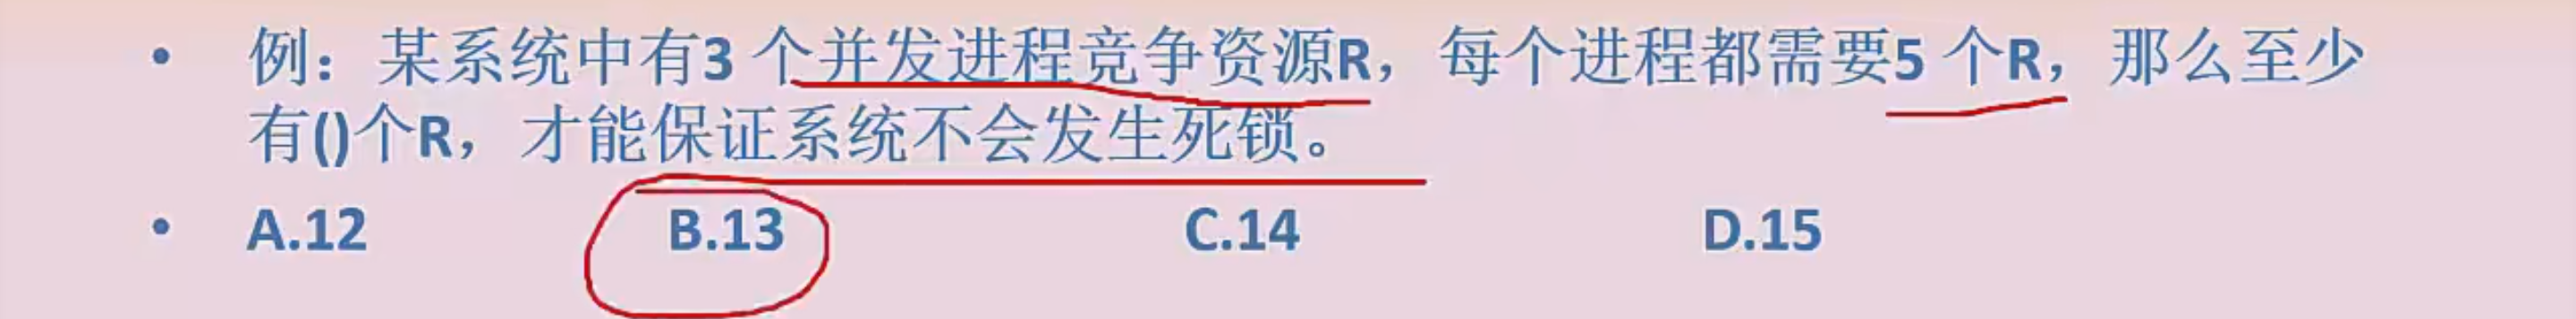 • 例：某系统中有3 个并发进程竞争资源R，每个进程都需要5 个R，那么至少
有()个R，才能保证系统不会发生死锁。
• A.12 B.13 C.14 D.15